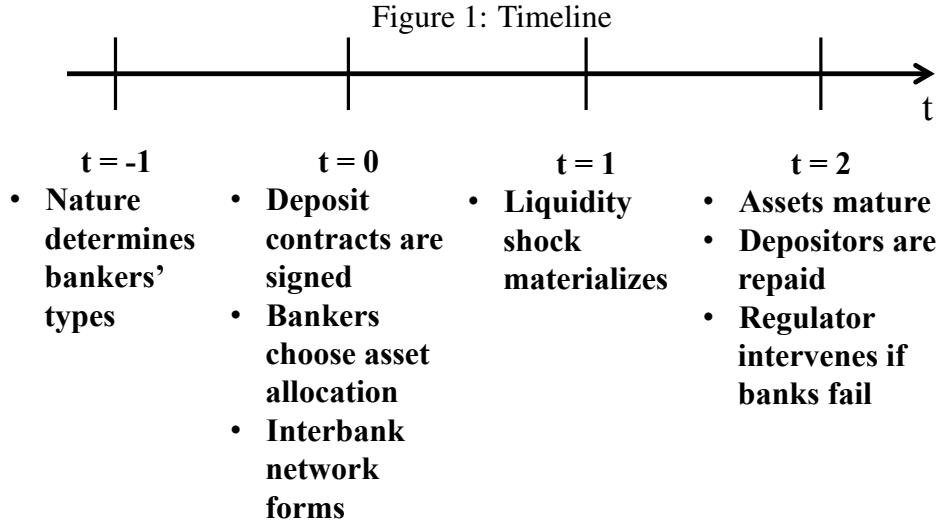 Figure 1: Timeline
t
t = -1
• Nature
determines
bankers’
types
t = 0
• Deposit
contracts are
signed
• Bankers
choose asset
allocation
• Interbank
network
forms
t = 1
• Liquidity
shock
materializes
t = 2
• Assets mature
• Depositors are
repaid
• Regulator
intervenes if
banks fail